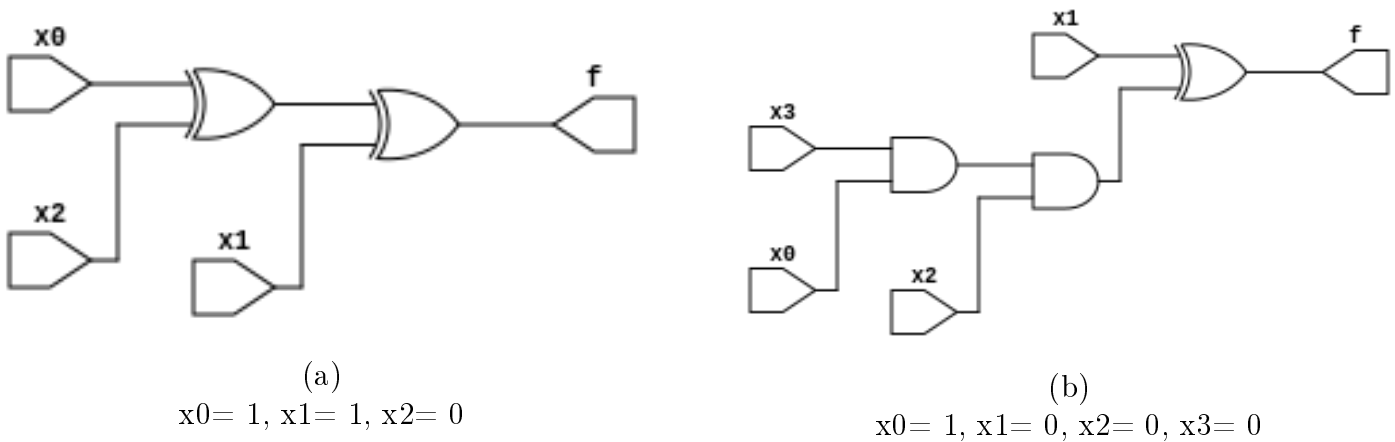 x0
x2
x1
f
(a)
x0= 1, x1= 1, x2= 0
x1
f
x3
x0
x2
(b)
x0= 1, x1= 0, x2= 0, x3= 0